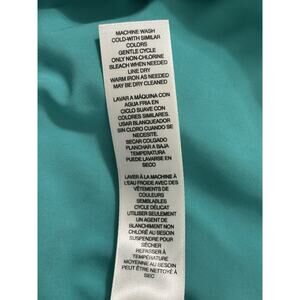 MACHINE WASH
COLD-WITH SIMILAR
COLORS
GENTLE CYCLE
ONLY NON-CHLORINE
BLEACH WHEN NEEDED
LINE DRY
WARM IRON AS NEEDED
MAY BE DRY CLEANED
LAVAR A MÁQUINA CON
AGUA FRIA EN
CICLO SUAVE CON
COLORES SIMILARES.
USAR BLANQUEADOR
SIN CLORO CUANDO SE
NECESITE.
SECAR COLGADO
PLANCHAR A BAJA
TEMPERATURA
PUEDE LAVARSE EN
SECO
LAVER À LA MACHINE À
L'EAU FROIDE AVEC DES
VÊTEMENTS DE
COULEURS
SEMBLABLES
CYCLE DÉLICAT
UTILISER SEULEMENT
UN AGENT DE
BLANCHIMENT NON
CHLORÉ AU BESOIN
SUSPENDRE POUR
SÉCHER
REPASSER À
TEMPÉRATURE
MOYENNE AU BESOIN
PEUT ÊTRE NETTOYÉ À
SEC